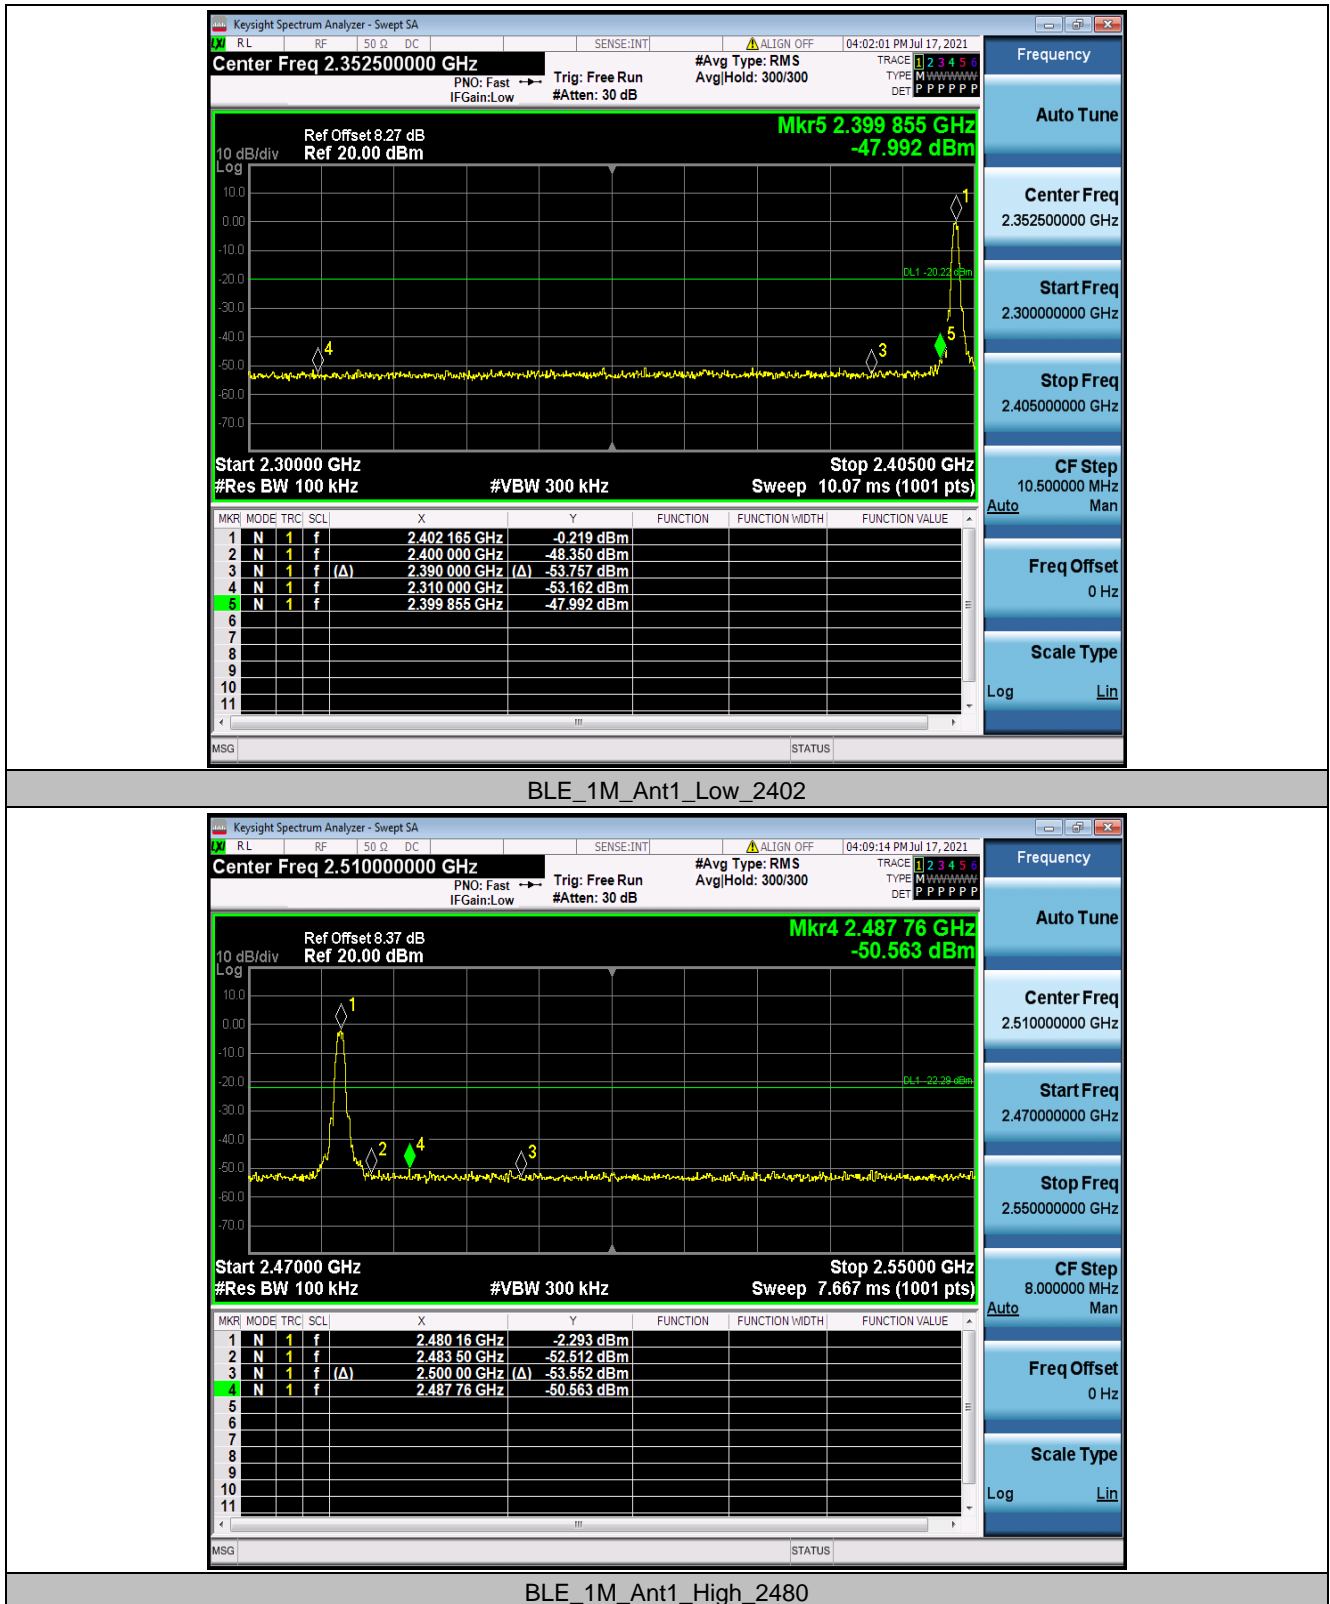 Keysight Spectrum Analyzer - Swept SA
LXI RL RF 50 Ω DC SENSE:INT ALIGN OFF 04:02:01 PM Jul 17, 2021
Center Freq 2.352500000 GHz
PNO: Fast
IFGain:Low
Trig: Free Run
#Atten: 30 dB
#Avg Type: RMS
Avg|Hold: 300/300
TRACE 1 2 3 4 5 6
TYPE M W W W W W
DET P P P P P P
Ref Offset 8.27 dB
10 dB/div Ref 20.00 dBm
Log
Mkr5 2.399 855 GHz
-47.992 dBm
10.0
0.00
-10.0
-20.0
-30.0
-40.0
-50.0
-60.0
-70.0
DL1 -20.22 dBm
1
5
3
4
Start 2.30000 GHz Stop 2.40500 GHz
#Res BW 100 kHz #VBW 300 kHz Sweep 10.07 ms (1001 pts)
MKR MODE TRC SCL X Y FUNCTION FUNCTION WIDTH FUNCTION VALUE
1 N 1 f 2.402 165 GHz -0.219 dBm
2 N 1 f 2.400 000 GHz -48.350 dBm
3 N 1 f (Δ) 2.390 000 GHz (Δ) -53.757 dBm
4 N 1 f 2.310 000 GHz -53.162 dBm
5 N 1 f 2.399 855 GHz -47.992 dBm
6
7
8
9
10
11
MSG STATUS
Frequency
Auto Tune
Center Freq
2.352500000 GHz
Start Freq
2.300000000 GHz
Stop Freq
2.405000000 GHz
CF Step
10.500000 MHz
Auto Man
Freq Offset
0 Hz
Scale Type
Log Lin
BLE_1M_Ant1_Low_2402
Keysight Spectrum Analyzer - Swept SA
LXI RL RF 50 Ω DC SENSE:INT ALIGN OFF 04:09:14 PM Jul 17, 2021
Center Freq 2.510000000 GHz
PNO: Fast
IFGain:Low
Trig: Free Run
#Atten: 30 dB
#Avg Type: RMS
Avg|Hold: 300/300
TRACE 1 2 3 4 5 6
TYPE M W W W W W
DET P P P P P P
Ref Offset 8.37 dB
10 dB/div Ref 20.00 dBm
Log
Mkr4 2.487 76 GHz
-50.563 dBm
10.0
0.00
-10.0
-20.0
-30.0
-40.0
-50.0
-60.0
-70.0
DL1 -22.29 dBm
1
2
4
3
Start 2.47000 GHz Stop 2.55000 GHz
#Res BW 100 kHz #VBW 300 kHz Sweep 7.667 ms (1001 pts)
MKR MODE TRC SCL X Y FUNCTION FUNCTION WIDTH FUNCTION VALUE
1 N 1 f 2.480 16 GHz -2.293 dBm
2 N 1 f 2.483 50 GHz -52.512 dBm
3 N 1 f (Δ) 2.500 00 GHz (Δ) -53.552 dBm
4 N 1 f 2.487 76 GHz -50.563 dBm
5
6
7
8
9
10
11
MSG STATUS
Frequency
Auto Tune
Center Freq
2.510000000 GHz
Start Freq
2.470000000 GHz
Stop Freq
2.550000000 GHz
CF Step
8.000000 MHz
Auto Man
Freq Offset
0 Hz
Scale Type
Log Lin
BLE_1M_Ant1_High_2480